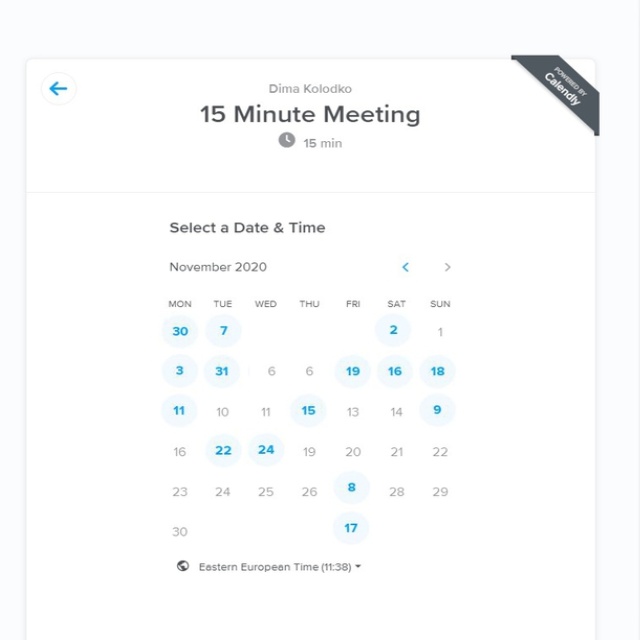 POWERED BY
Calendly
Dima Kolodko
15 Minute Meeting
15 min
Select a Date & Time
November 2020
MON TUE WED THU FRI SAT SUN
30 7 2 1
3 31 6 6 19 16 18
11 10 11 15 13 14 9
16 22 24 19 20 21 22
23 24 25 26 8 28 29
30 17
Eastern European Time (11:38)